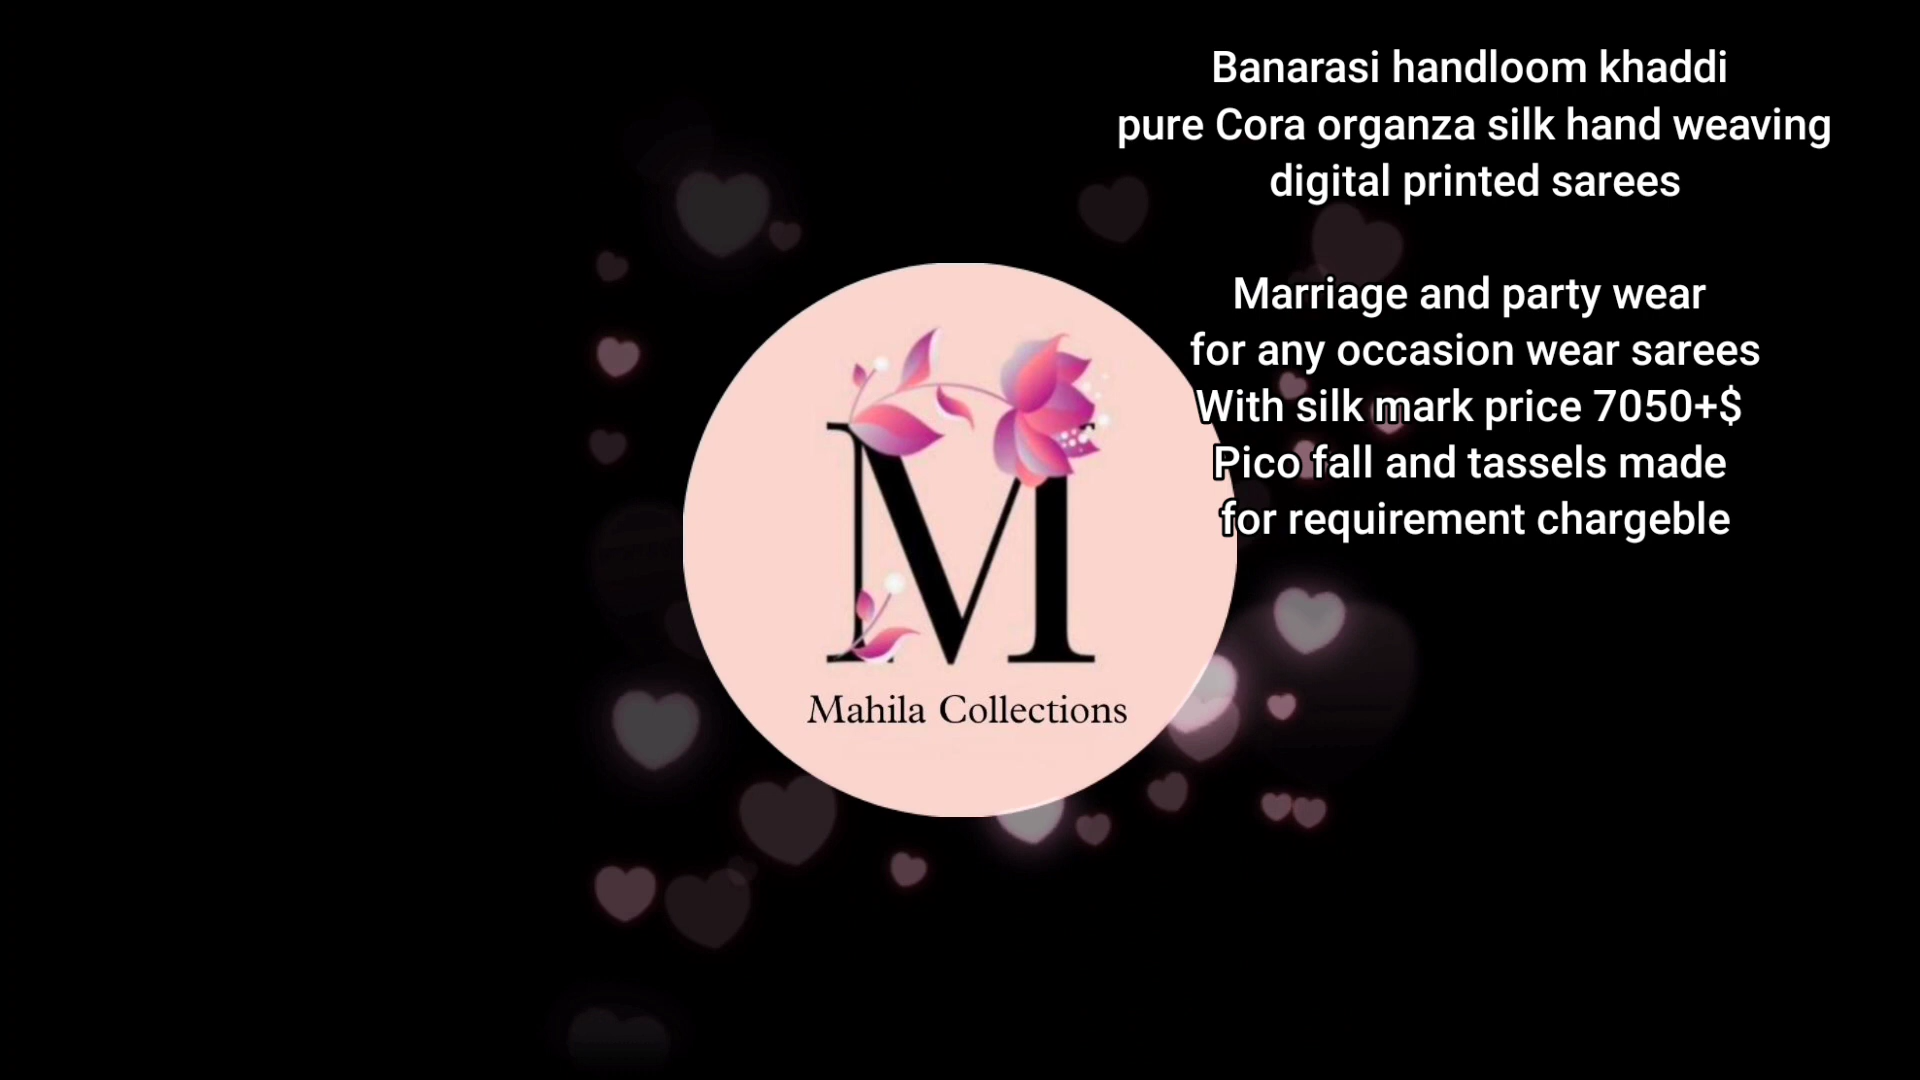 Banarasi handloom khaddi
pure Cora organza silk hand weaving
digital printed sarees
Marriage and party wear
for any occasion wear sarees
With silk mark price 7050+$
Pico fall and tassels made
for requirement chargeble
M
Mahila Collections